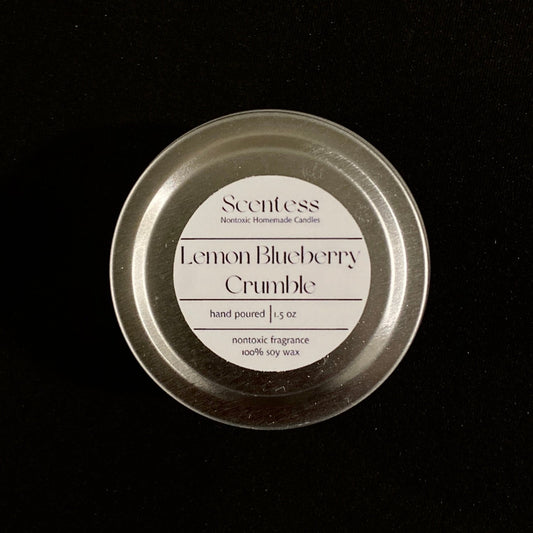 Scentess
Nontoxic Homemade Candles
Lemon Blueberry
Crumble
hand poured | 1.5 oz
nontoxic fragrance
100% soy wax